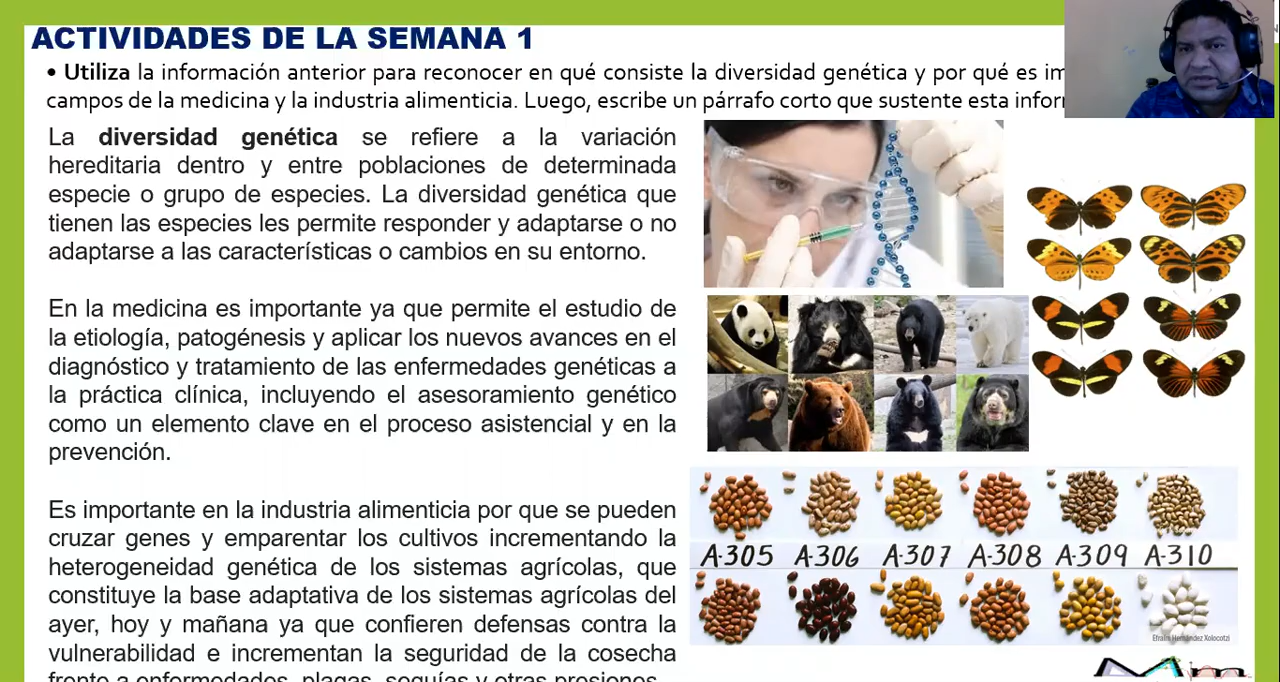 ACTIVIDADES DE LA SEMANA 1
• Utiliza la información anterior para reconocer en qué consiste la diversidad genética y por qué es
campos de la medicina y la industria alimenticia. Luego, escribe un párrafo corto que sustente esta
La diversidad genética se refiere a la variación
hereditaria dentro y entre poblaciones de determinada
especie o grupo de especies. La diversidad genética que
tienen las especies les permite responder y adaptarse o no
adaptarse a las características o cambios en su entorno.
En la medicina es importante ya que permite el estudio de
la etiología, patogénesis y aplicar los nuevos avances en el
diagnóstico y tratamiento de las enfermedades genéticas a
la práctica clínica, incluyendo el asesoramiento genético
como un elemento clave en el proceso asistencial y en la
prevención.
Es importante en la industria alimenticia por que se pueden
cruzar genes y emparentar los cultivos incrementando la
heterogeneidad genética de los sistemas agrícolas, que
constituye la base adaptativa de los sistemas agrícolas del
ayer, hoy y mañana ya que confieren defensas contra la
vulnerabilidad e incrementan la seguridad de la cosecha
frente a enfermedades, plagas, sequías y otras presiones
A-305 A-306 A-307 A-308 A-309 A-310
Efraím Hernández Xolocotzi